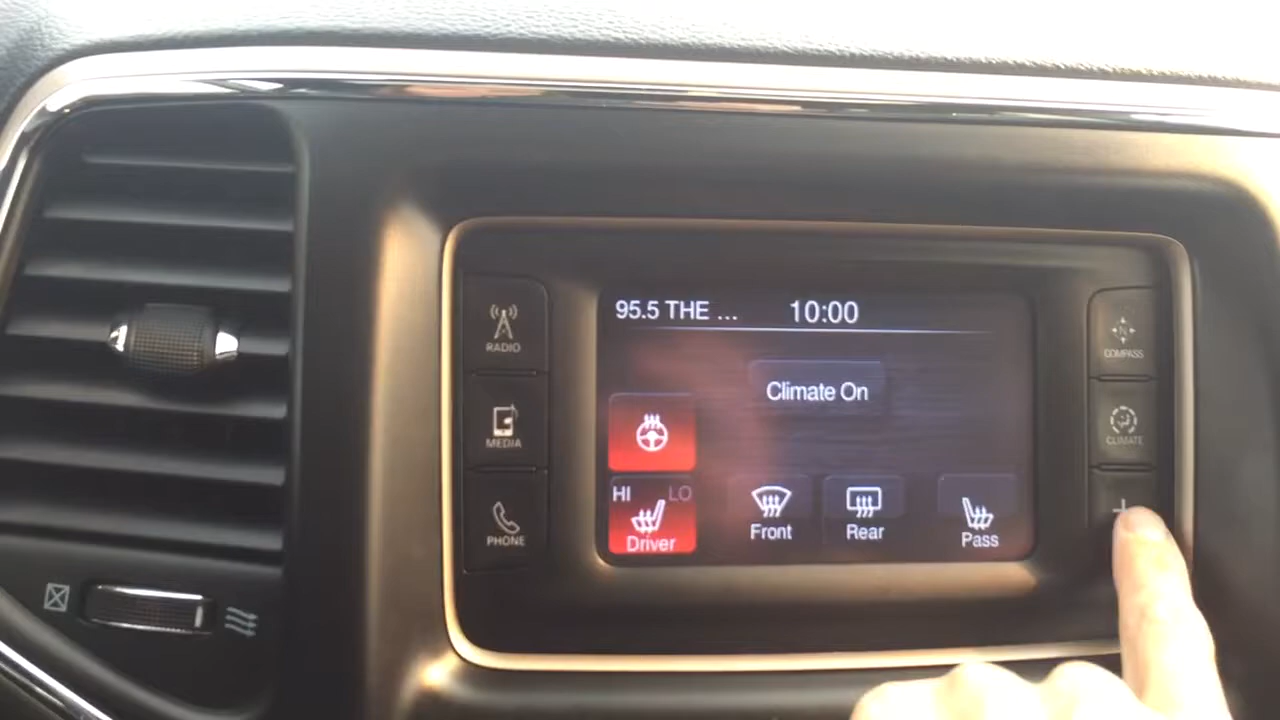 95.5 THE ... 10:00
RADIO
COMPASS
Climate On
MEDIA
CLIMATE
HI LO
PHONE
Driver
Front
Rear
Pass